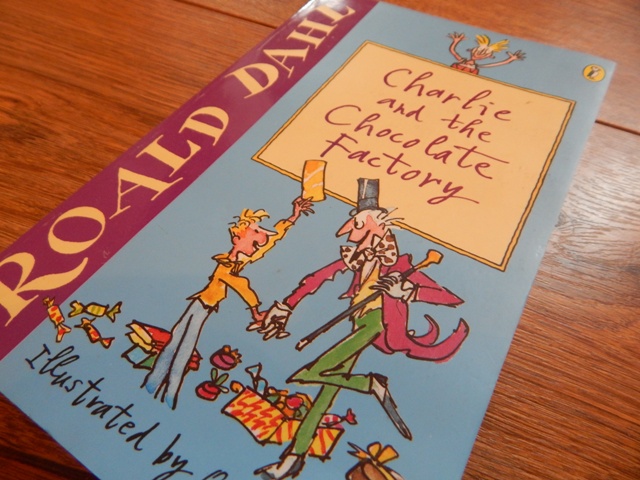 ROALD DAHL
Charlie
and the
Chocolate
Factory
Illustrated by